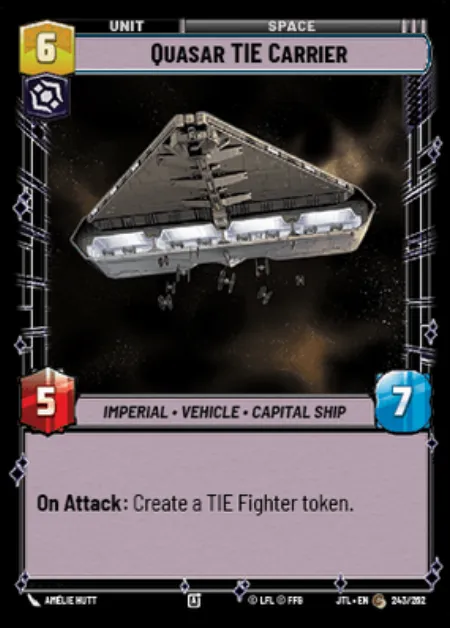 UNIT SPACE
6 QUASAR TIE CARRIER
5 IMPERIAL • VEHICLE • CAPITAL SHIP 7
On Attack: Create a TIE Fighter token.
AMÉLIE HUTT A © LFL © FFG JTL • EN C 243/262